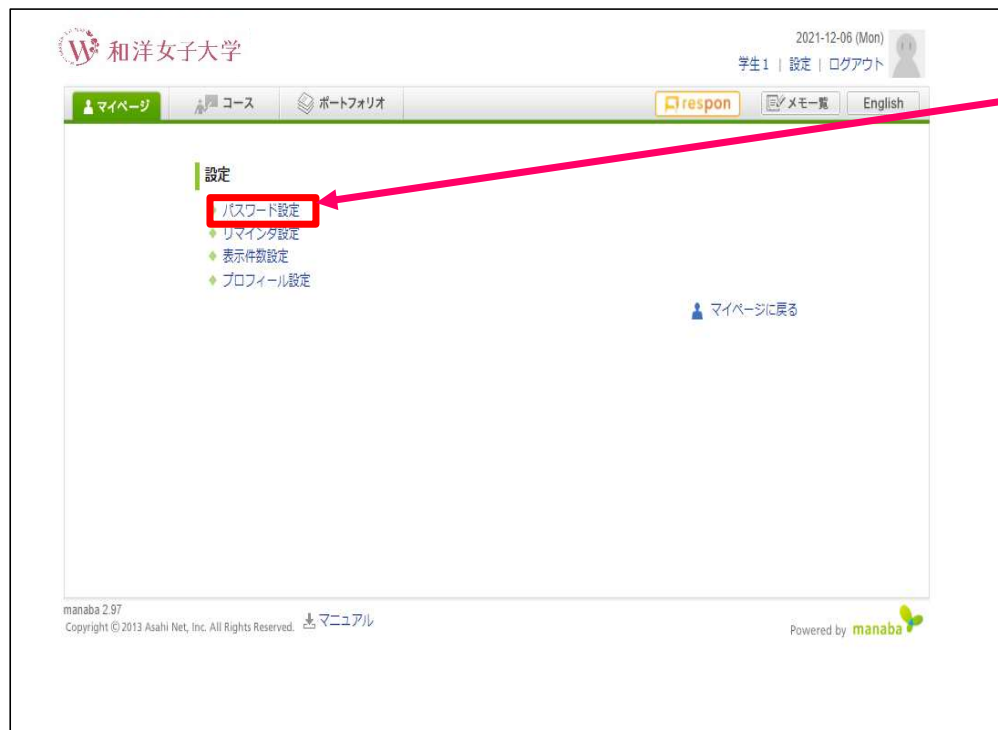 和洋女子大学
2021-12-06 (Mon)
学生1 | 設定 | ログアウト
マイページ コース ポートフォリオ respon メモ一覧 English
設定
パスワード設定
リマインダ設定
表示件数設定
プロフィール設定
マイページに戻る
manaba 2.97
Copyright © 2013 Asahi Net, Inc. All Rights Reserved. マニュアル
Powered by manaba